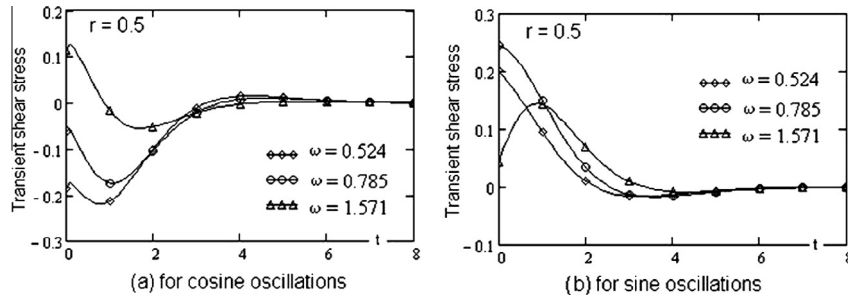 r = 0.5
Transient shear stress
0.2
0.1
0
- 0.1
- 0.2
- 0.3
ω = 0.524
ω = 0.785
ω = 1.571
0
2
4
6
8
t
(a) for cosine oscillations
r = 0.5
Transient shear stress
0.3
0.2
0.1
0
- 0.1
ω = 0.524
ω = 0.785
ω = 1.571
0
2
4
6
8
t
(b) for sine oscillations